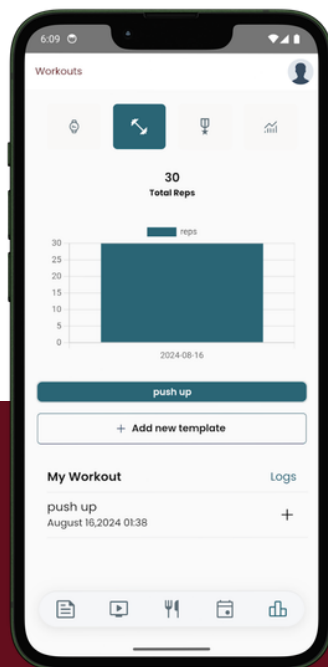 6:09
Workouts
30
Total Reps
reps
30
25
20
15
10
5
0
2024-08-16
push up
+ Add new template
My Workout Logs
push up
August 16,2024 01:38
+